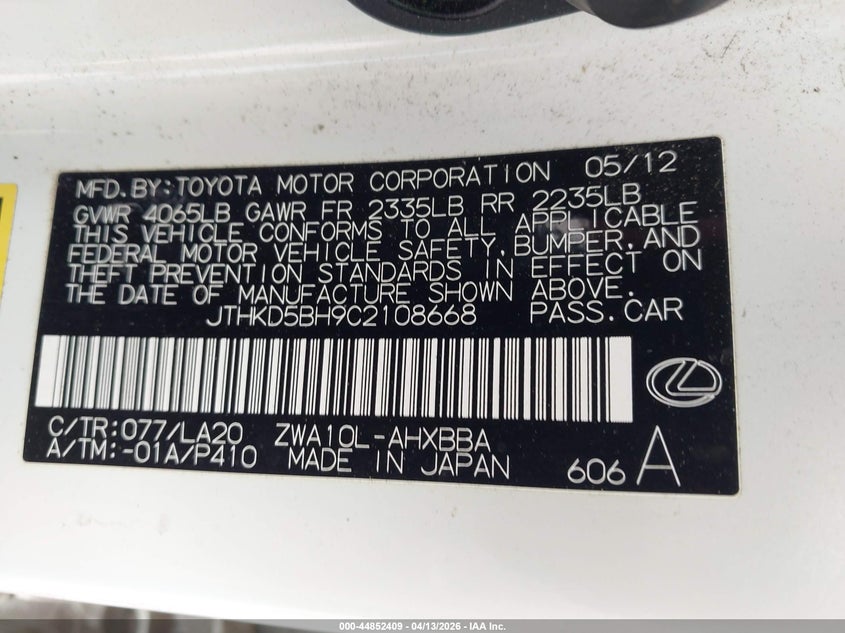 MFD. BY: TOYOTA MOTOR CORPORATION 05/12
GVWR 4065LB GAWR FR 2335LB RR 2235LB
THIS VEHICLE CONFORMS TO ALL APPLICABLE
FEDERAL MOTOR VEHICLE SAFETY, BUMPER, AND
THEFT PREVENTION STANDARDS IN EFFECT ON
THE DATE OF MANUFACTURE SHOWN ABOVE.
JTHKD5BH9C2108668 PASS. CAR
C/TR: 077/LA20 ZWA10L-AHXBBA
A/TM: -01A/P410 MADE IN JAPAN 606 A
000-44852409 - 04/13/2026 - IAA Inc.